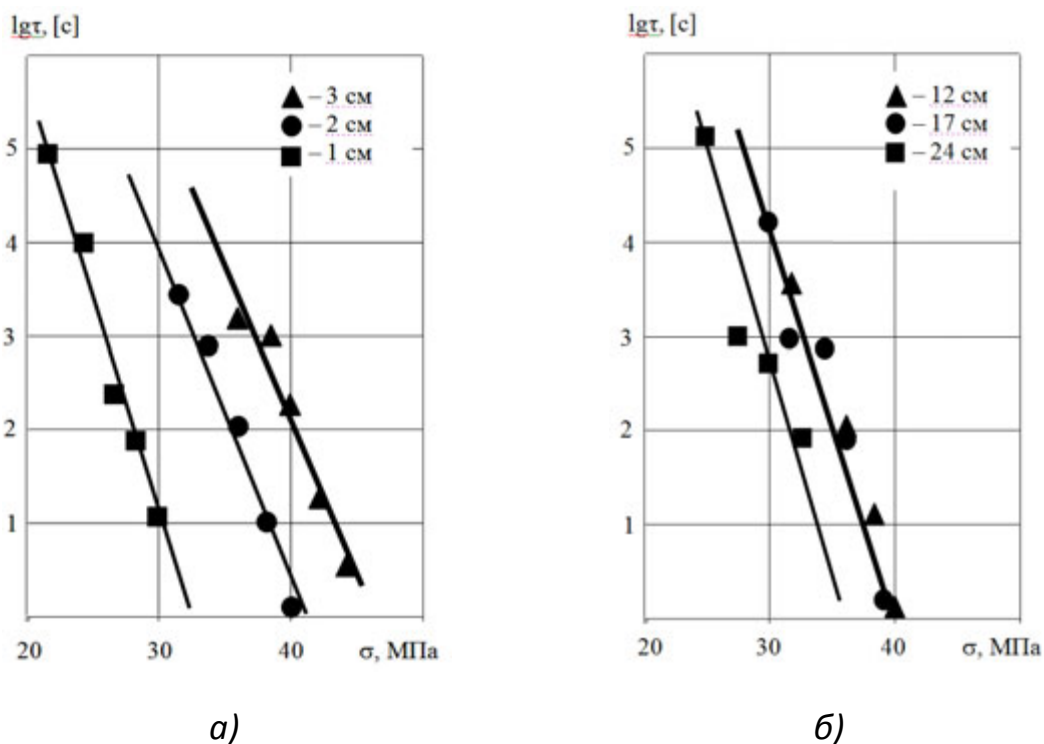 lgτ, [c]
▲ – 3 см
● – 2 см
■ – 1 см
5
4
3
2
1
20 30 40 σ, МПа
а)
lgτ, [c]
▲ – 12 см
● – 17 см
■ – 24 см
5
4
3
2
1
20 30 40 σ, МПа
б)